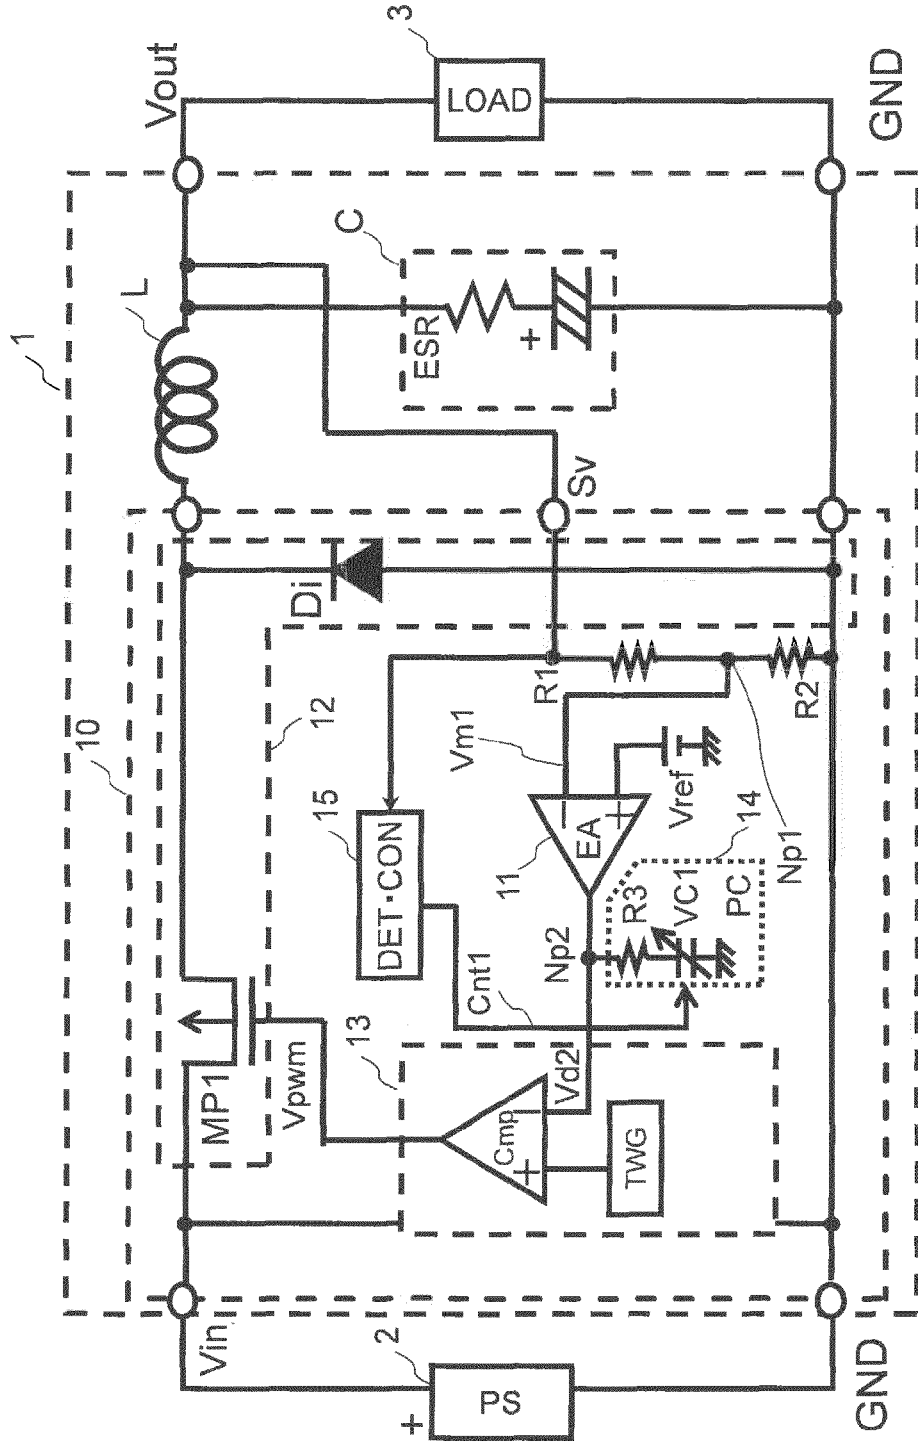 1
Vout
3
LOAD
GND
L
C
ESR
+
10
12
Di
Sv
15
DET·CON
R1
R2
Vm1
Vref
11
EA
−
+
Np2
R3
VC1
PC
14
Np1
MP1
Vpwm
13
Cnt1
Vd2
Cmp
−
+
TWG
Vin
2
+
PS
GND